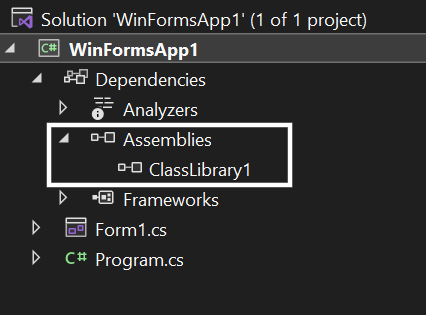 Solution 'WinFormsApp1' (1 of 1 project)
C# WinFormsApp1
Dependencies
Analyzers
Assemblies
ClassLibrary1
Frameworks
Form1.cs
C# Program.cs